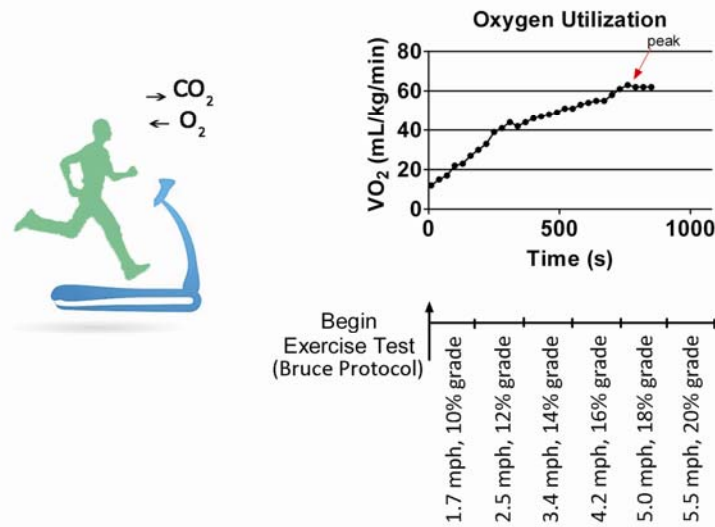 Oxygen Utilization
peak
CO₂
O₂
80
60
40
20
0
VO₂ (mL/kg/min)
0 500 1000
Time (s)
Begin
Exercise Test
(Bruce Protocol)
1.7 mph, 10% grade
2.5 mph, 12% grade
3.4 mph, 14% grade
4.2 mph, 16% grade
5.0 mph, 18% grade
5.5 mph, 20% grade